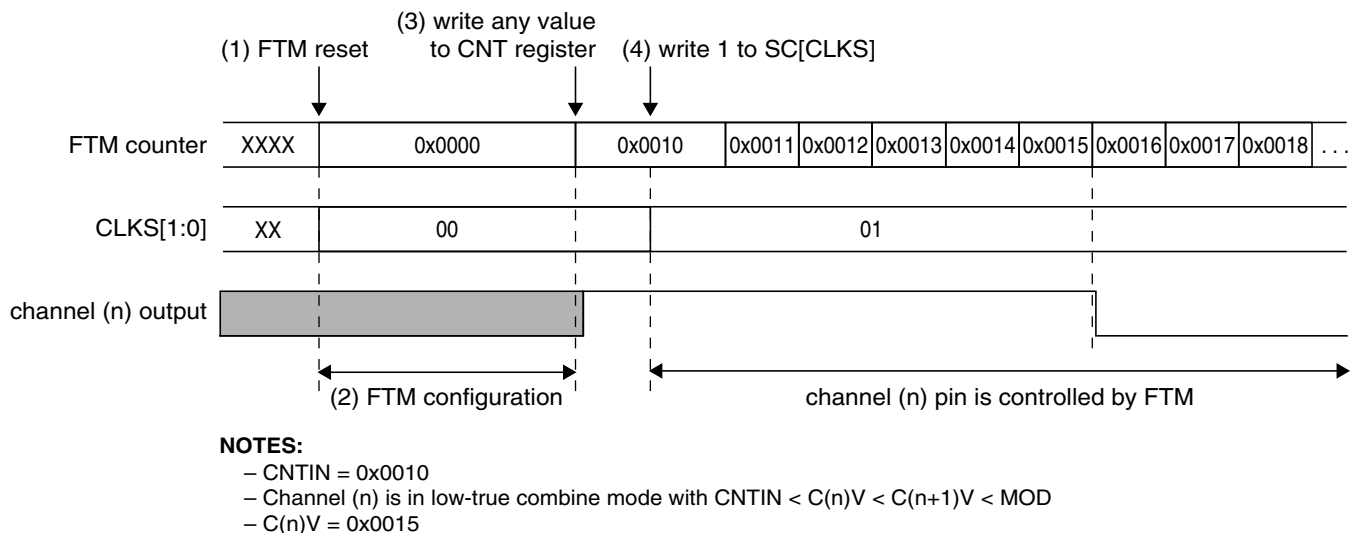 (3) write any value
(1) FTM reset to CNT register (4) write 1 to SC[CLKS]
FTM counter XXXX 0x0000 0x0010 0x0011 0x0012 0x0013 0x0014 0x0015 0x0016 0x0017 0x0018 . . .
CLKS[1:0] XX 00 01
channel (n) output
(2) FTM configuration channel (n) pin is controlled by FTM
NOTES:
– CNTIN = 0x0010
– Channel (n) is in low-true combine mode with CNTIN < C(n)V < C(n+1)V < MOD
– C(n)V = 0x0015